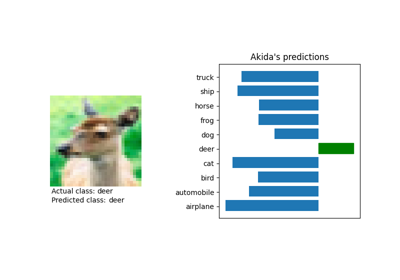 Akida's predictions
truck
ship
horse
frog
dog
deer
cat
bird
automobile
airplane
Actual class: deer
Predicted class: deer